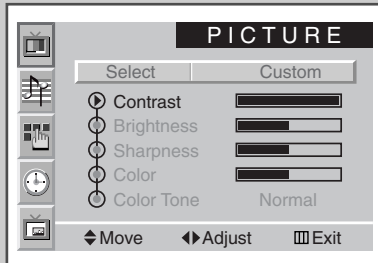 PICTURE
Select Custom
Contrast
Brightness
Sharpness
Color
Color Tone Normal
Move Adjust Exit